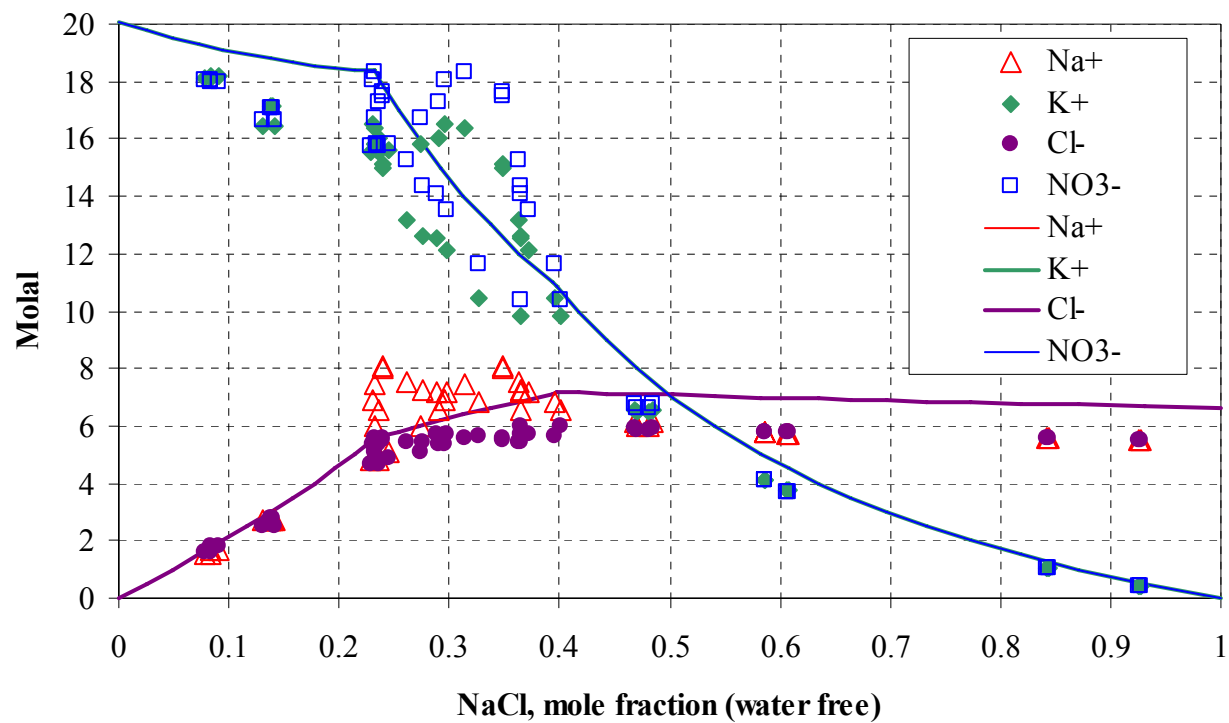 20
18
16
14
12
10
8
6
4
2
0
Molal
0
0.1
0.2
0.3
0.4
0.5
0.6
0.7
0.8
0.9
1
NaCl, mole fraction (water free)
Na+
K+
Cl-
NO3-
Na+
K+
Cl-
NO3-